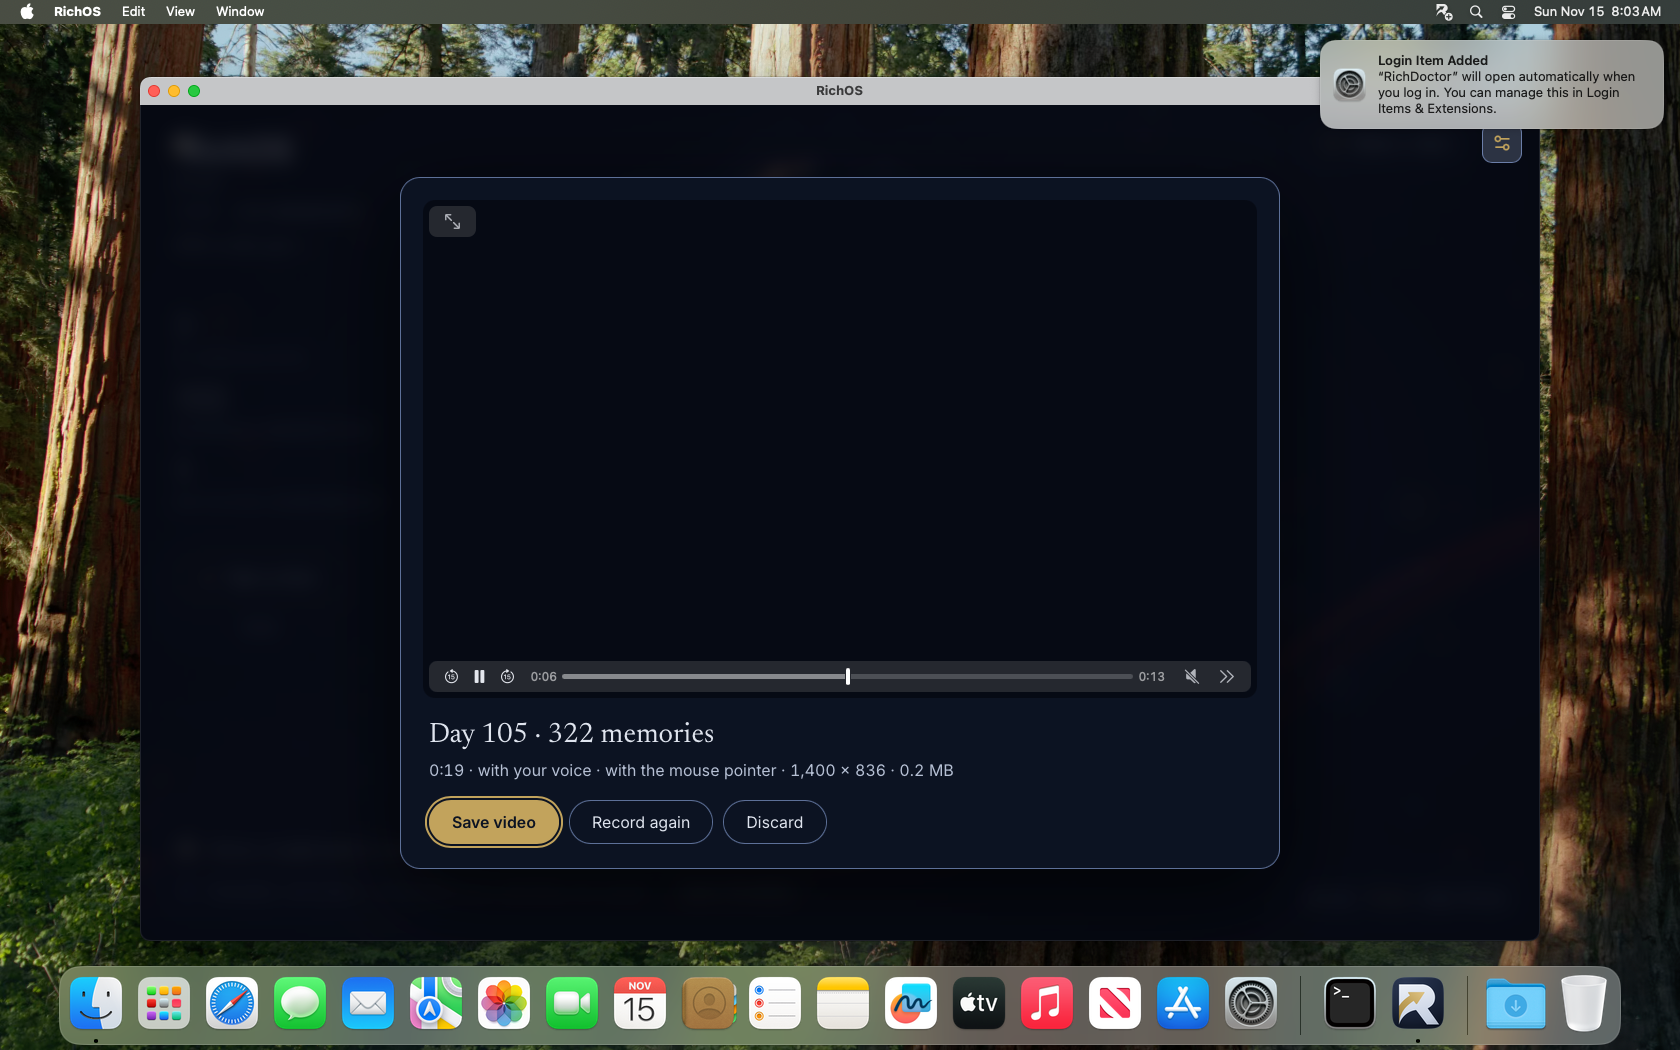 RichOS Edit View Window
Sun Nov 15 8:03 AM
RichOS
Login Item Added
“RichDoctor” will open automatically when
you log in. You can manage this in Login
Items & Extensions.
15 15 0:06 0:13
Day 105 · 322 memories
0:19 · with your voice · with the mouse pointer · 1,400 × 836 · 0.2 MB
Save video Record again Discard
NOV
15
tv
>_